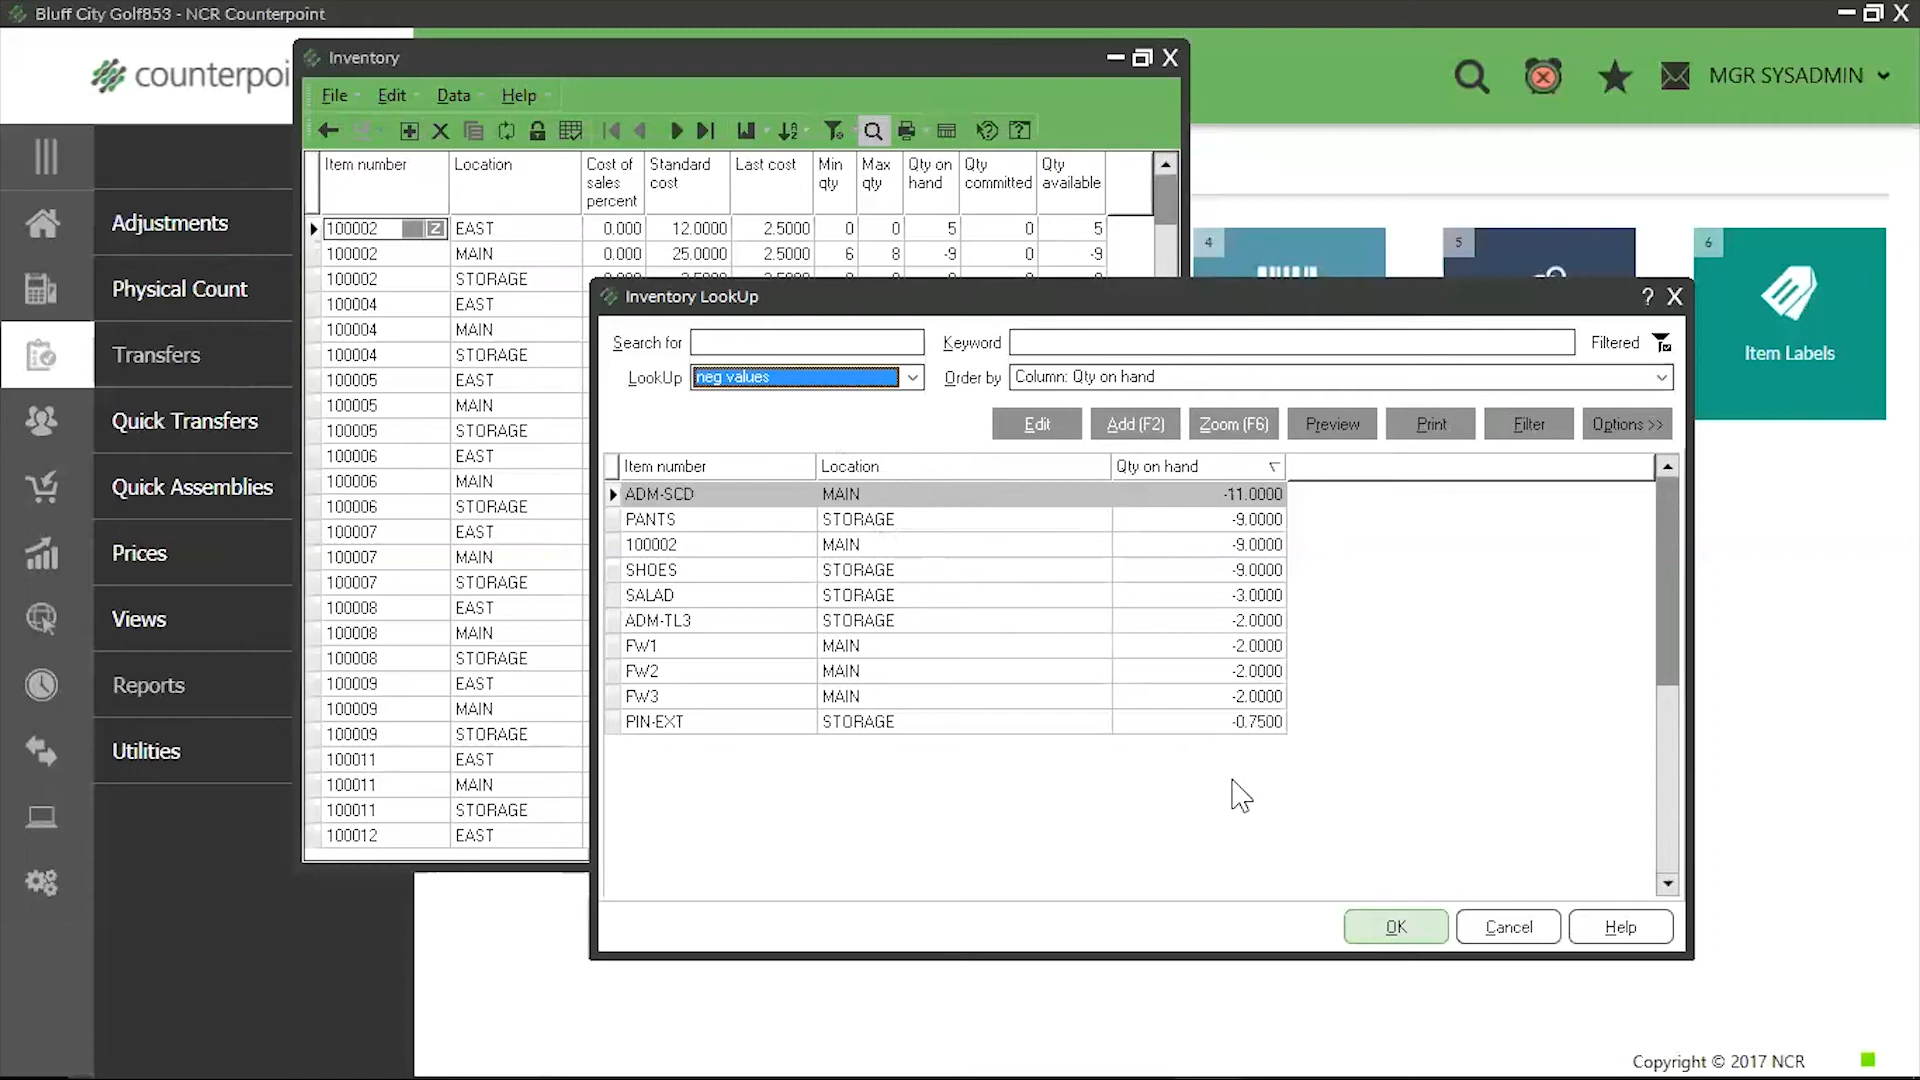 Bluff City Golf853 - NCR Counterpoint
counterpoi
MGR SYSADMIN
Inventory
File Edit Data Help
Item number Location Cost of sales percent Standard cost Last cost Min qty Max qty Qty on hand Qty committed Qty available
100002 Z EAST 0.000 12.0000 2.5000 0 0 5 0 5
100002 MAIN 0.000 25.0000 2.5000 6 8 -9 0 -9
100002 STORAGE
100004 EAST
100004 MAIN
100004 STORAGE
100005 EAST
100005 MAIN
100005 STORAGE
100006 EAST
100006 MAIN
100006 STORAGE
100007 EAST
100007 MAIN
100007 STORAGE
100008 EAST
100008 MAIN
100008 STORAGE
100009 EAST
100009 MAIN
100009 STORAGE
100011 EAST
100011 MAIN
100011 STORAGE
100012 EAST
Adjustments
Physical Count
Transfers
Quick Transfers
Quick Assemblies
Prices
Views
Reports
Utilities
4
5
6
Item Labels
Inventory LookUp
? X
Search for Keyword Filtered
LookUp neg values Order by Column: Qty on hand
Edit Add (F2) Zoom (F6) Preview Print Filter Options >>
Item number Location Qty on hand
ADM-SCD MAIN -11.0000
PANTS STORAGE -9.0000
100002 MAIN -9.0000
SHOES STORAGE -9.0000
SALAD STORAGE -3.0000
ADM-TL3 STORAGE -2.0000
FW1 MAIN -2.0000
FW2 MAIN -2.0000
FW3 MAIN -2.0000
PIN-EXT STORAGE -0.7500
OK Cancel Help
Copyright © 2017 NCR